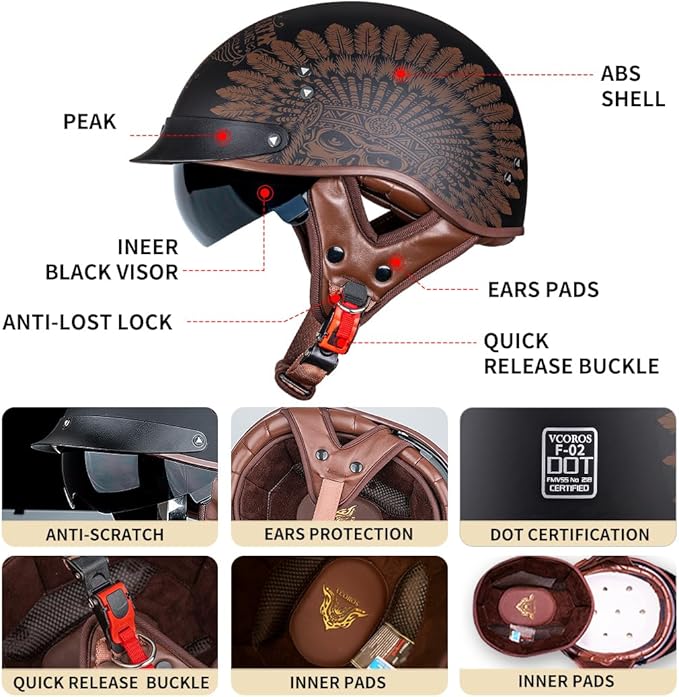 ABS
SHELL
PEAK
INEER
BLACK VISOR
EARS PADS
ANTI-LOST LOCK
QUICK
RELEASE BUCKLE
VCOROS
F-02
DOT
FMVSS No 218
CERTIFIED
ANTI-SCRATCH
EARS PROTECTION
DOT CERTIFICATION
VCOROS
QUICK RELEASE BUCKLE
INNER PADS
INNER PADS